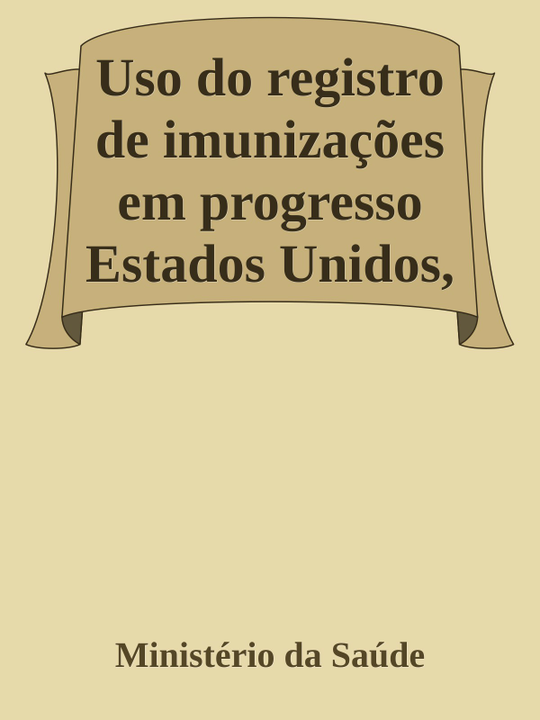 Uso do registro
de imunizações
em progresso
Estados Unidos,
Ministério da Saúde